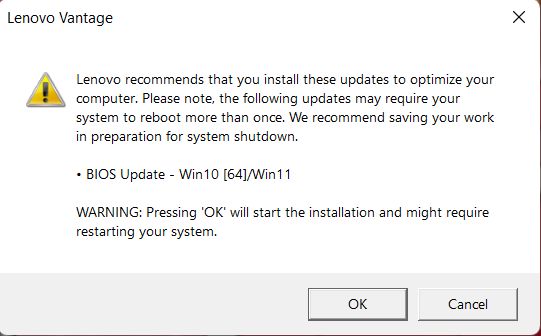 Lenovo Vantage
Lenovo recommends that you install these updates to optimize your
computer. Please note, the following updates may require your
system to reboot more than once. We recommend saving your work
in preparation for system shutdown.
• BIOS Update - Win10 [64]/Win11
WARNING: Pressing 'OK' will start the installation and might require
restarting your system.
OK
Cancel